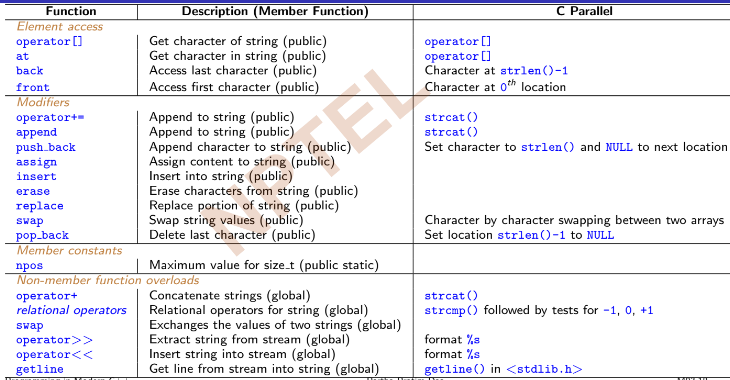 Function Description (Member Function) C Parallel
Element access
operator[] Get character of string (public) operator[]
at Get character in string (public) operator[]
back Access last character (public) Character at strlen()-1
front Access first character (public) Character at 0th location
Modifiers
operator+= Append to string (public) strcat()
append Append to string (public) strcat()
push_back Append character to string (public) Set character to strlen() and NULL to next location
assign Assign content to string (public)
insert Insert into string (public)
erase Erase characters from string (public)
replace Replace portion of string (public)
swap Swap string values (public) Character by character swapping between two arrays
pop_back Delete last character (public) Set location strlen()-1 to NULL
Member constants
npos Maximum value for size_t (public static)
Non-member function overloads
operator+ Concatenate strings (global) strcat()
relational operators Relational operators for string (global) strcmp() followed by tests for -1, 0, +1
swap Exchanges the values of two strings (global)
operator>> Extract string from stream (global) format %s
operator<< Insert string into stream (global) format %s
getline Get line from stream into string (global) getline() in <stdlib.h>
NPTEL